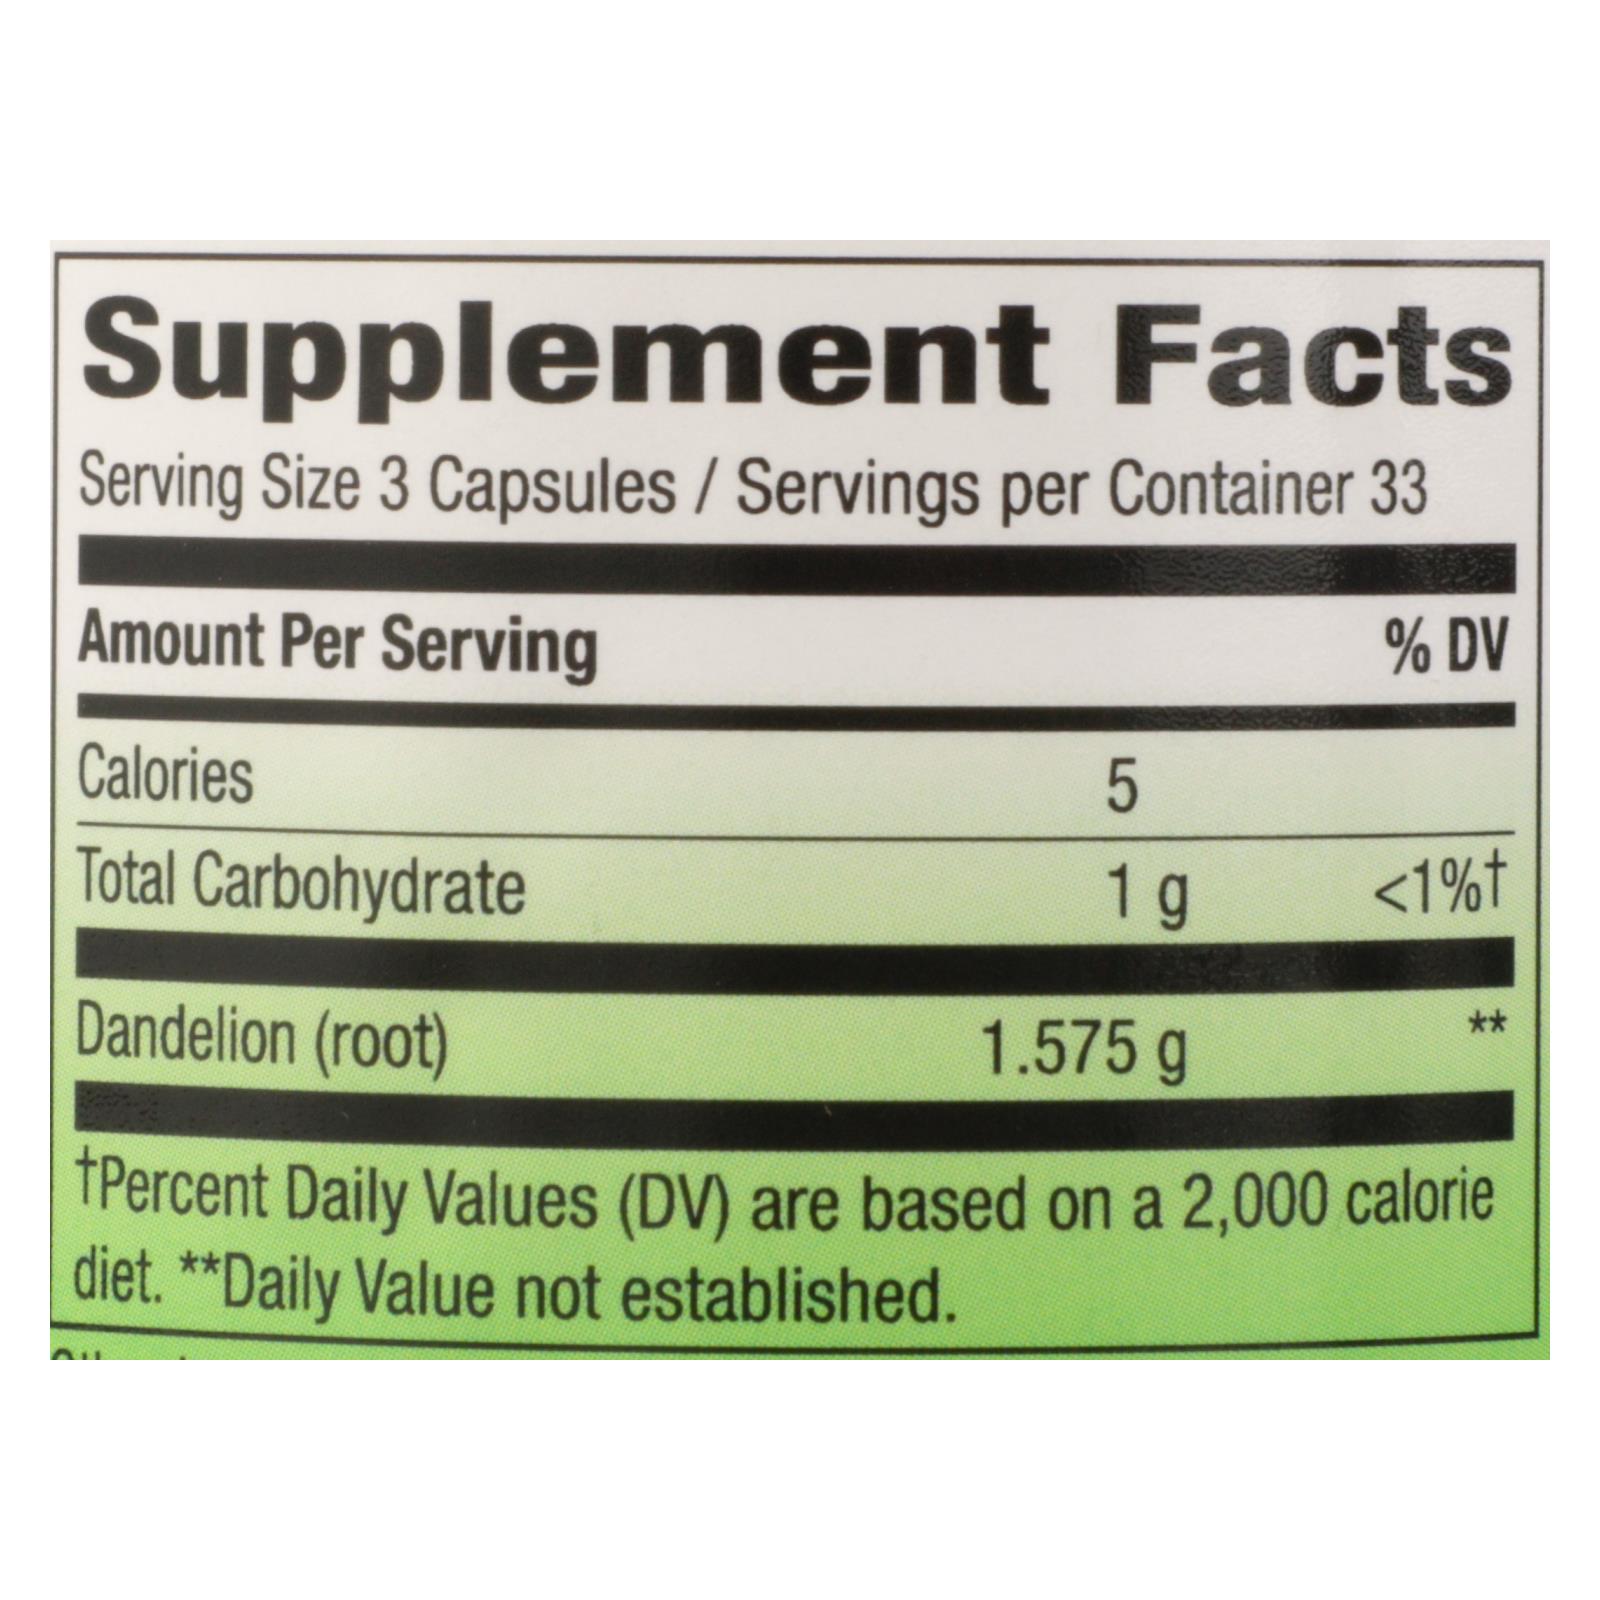 Supplement Facts
Serving Size 3 Capsules / Servings per Container 33
Amount Per Serving % DV
Calories 5
Total Carbohydrate 1 g <1%†
Dandelion (root) 1.575 g **
†Percent Daily Values (DV) are based on a 2,000 calorie
diet. **Daily Value not established.